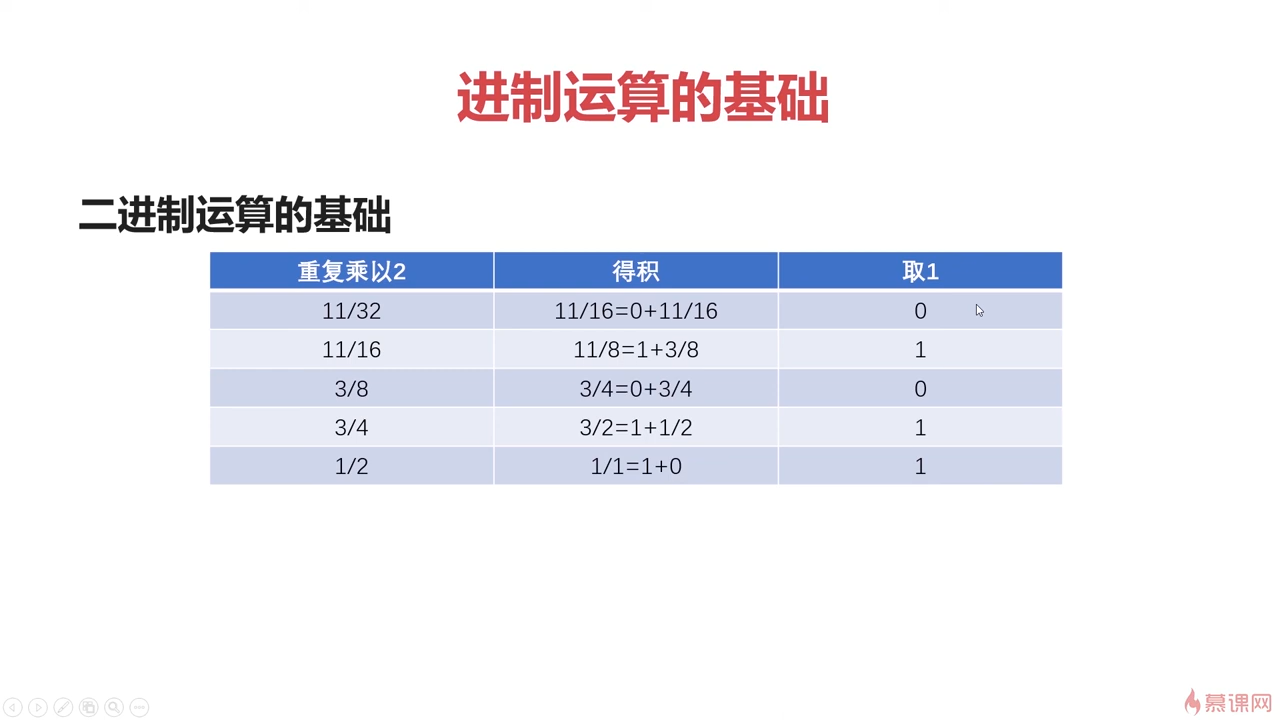 进制运算的基础
二进制运算的基础
重复乘以2 得积 取1
11/32 11/16=0+11/16 0
11/16 11/8=1+3/8 1
3/8 3/4=0+3/4 0
3/4 3/2=1+1/2 1
1/2 1/1=1+0 1
慕课网